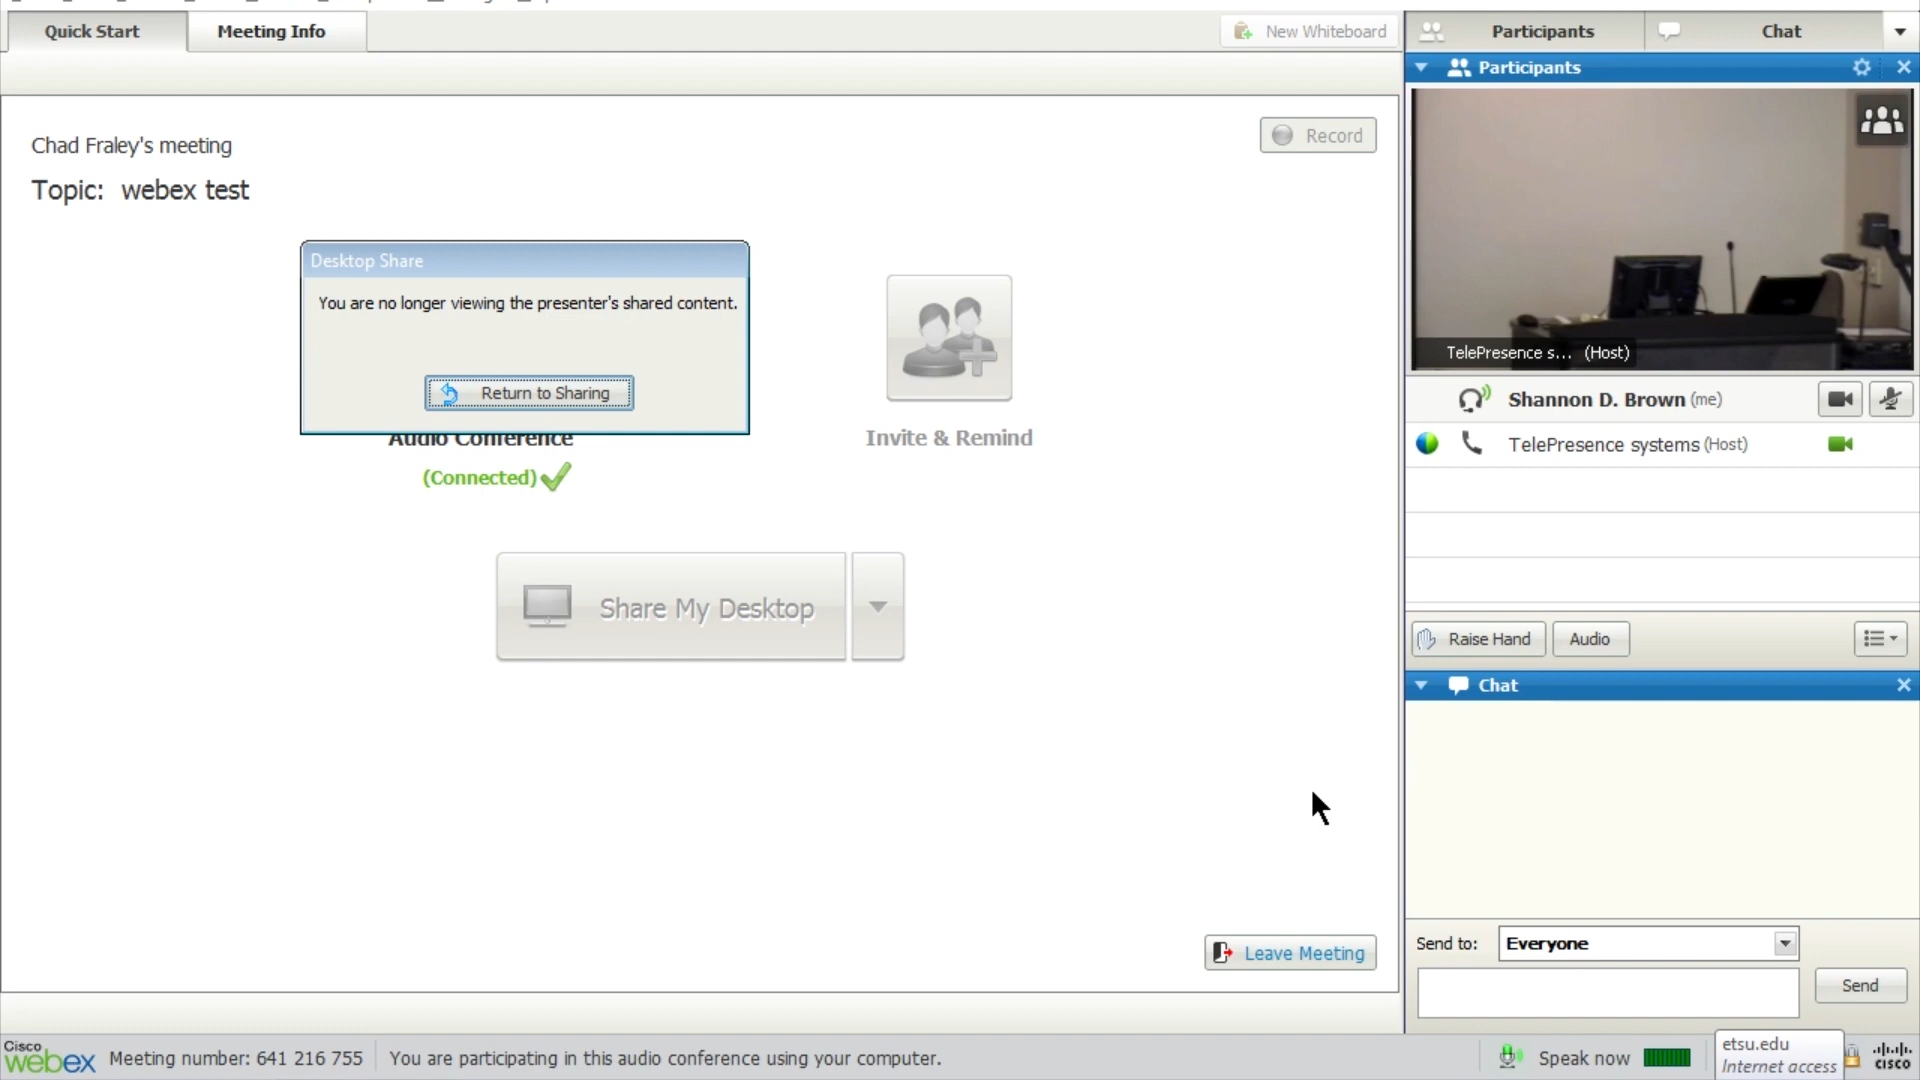 Quick Start
Meeting Info
New Whiteboard
Participants
Chat
Participants
Chad Fraley's meeting
Record
Topic: webex test
Desktop Share
You are no longer viewing the presenter's shared content.
Return to Sharing
Audio Conference
(Connected)
Invite & Remind
Share My Desktop
Leave Meeting
TelePresence s... (Host)
Shannon D. Brown (me)
TelePresence systems (Host)
Raise Hand
Audio
Chat
Send to:
Everyone
Send
Cisco
webex
Meeting number: 641 216 755
You are participating in this audio conference using your computer.
Speak now
etsu.edu
Internet access
CISCO